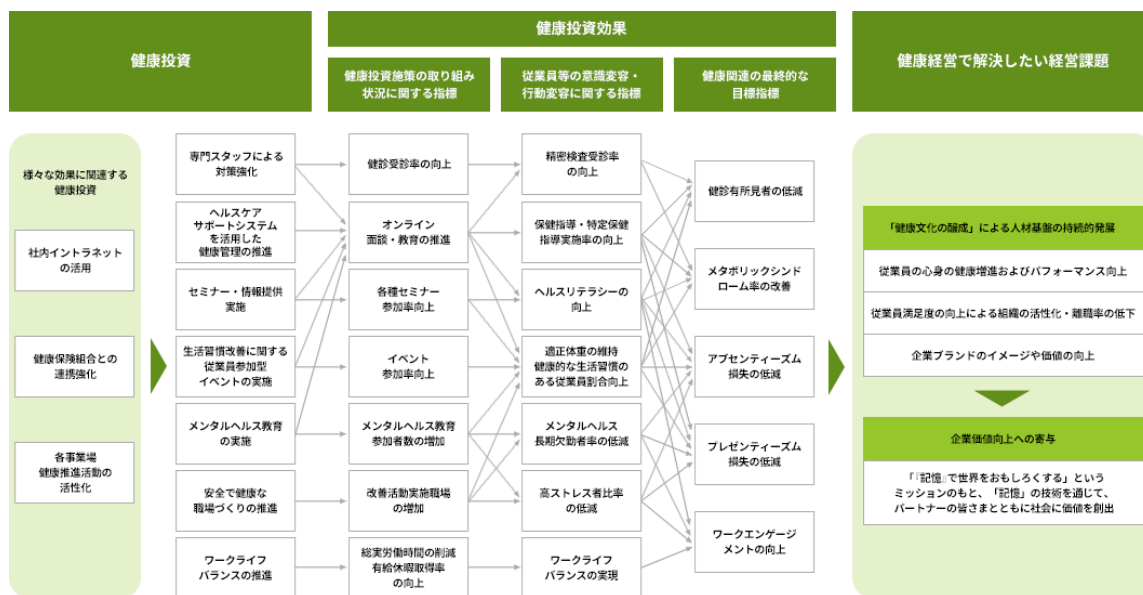 健康投資
健康投資効果
健康経営で解決したい経営課題
健康投資施策の取り組み
状況に関する指標
従業員等の意識変容・
行動変容に関する指標
健康関連の最終的な
目標指標
様々な効果に関連する
健康投資
社内イントラネット
の活用
健康保険組合との
連携強化
各事業場
健康推進活動の
活性化
専門スタッフによる
対策強化
ヘルスケア
サポートシステム
を活用した
健康管理の推進
セミナー・情報提供
実施
生活習慣改善に関する
従業員参加型
イベントの実施
メンタルヘルス教育
の実施
安全で健康な
職場づくりの推進
ワークライフ
バランスの推進
健診受診率の向上
オンライン
面談・教育の推進
各種セミナー
参加率向上
イベント
参加率向上
メンタルヘルス教育
参加者数の増加
改善活動実施職場
の増加
総実労働時間の削減
有給休暇取得率
の向上
精密検査受診率
の向上
保健指導・特定保健
指導実施率の向上
ヘルスリテラシーの
向上
適正体重の維持
健康的な生活習慣の
ある従業員割合向上
メンタルヘルス
長期欠勤者率の低減
高ストレス者比率
の低減
ワークライフ
バランスの実現
健診有所見者の低減
メタボリックシンド
ローム率の改善
アブセンティーズム
損失の低減
プレゼンティーズム
損失の低減
ワークエンゲージ
メントの向上
「健康文化の醸成」による人材基盤の持続的発展
従業員の心身の健康増進およびパフォーマンス向上
従業員満足度の向上による組織の活性化・離職率の低下
企業ブランドのイメージや価値の向上
企業価値向上への寄与
「『記憶』で世界をおもしろくする」という
ミッションのもと、「記憶」の技術を通じて、
パートナーの皆さまとともに社会に価値を創出